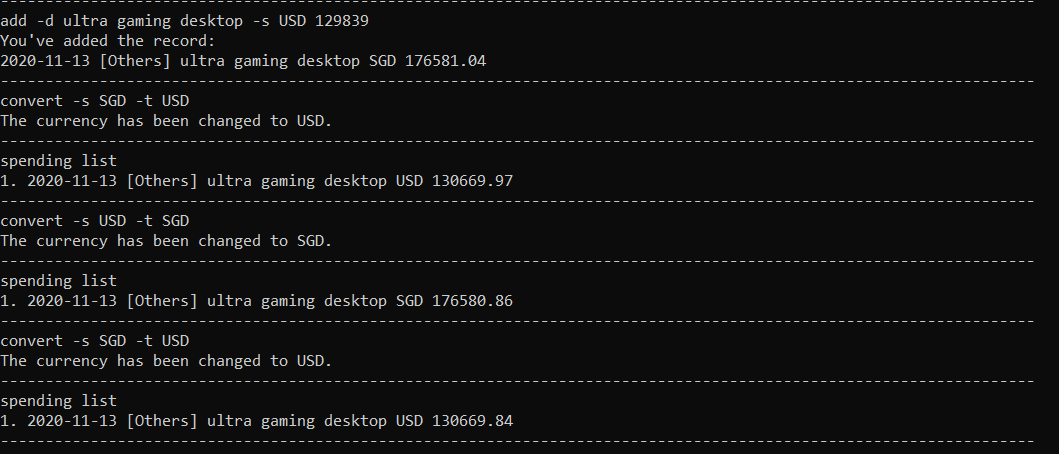 --------------------------------------------------------------------------------------------------------------------
add -d ultra gaming desktop -s USD 129839
You've added the record:
2020-11-13 [Others] ultra gaming desktop SGD 176581.04
--------------------------------------------------------------------------------------------------------------------
convert -s SGD -t USD
The currency has been changed to USD.
--------------------------------------------------------------------------------------------------------------------
spending list
1. 2020-11-13 [Others] ultra gaming desktop USD 130669.97
--------------------------------------------------------------------------------------------------------------------
convert -s USD -t SGD
The currency has been changed to SGD.
--------------------------------------------------------------------------------------------------------------------
spending list
1. 2020-11-13 [Others] ultra gaming desktop SGD 176580.86
--------------------------------------------------------------------------------------------------------------------
convert -s SGD -t USD
The currency has been changed to USD.
--------------------------------------------------------------------------------------------------------------------
spending list
1. 2020-11-13 [Others] ultra gaming desktop USD 130669.84
--------------------------------------------------------------------------------------------------------------------